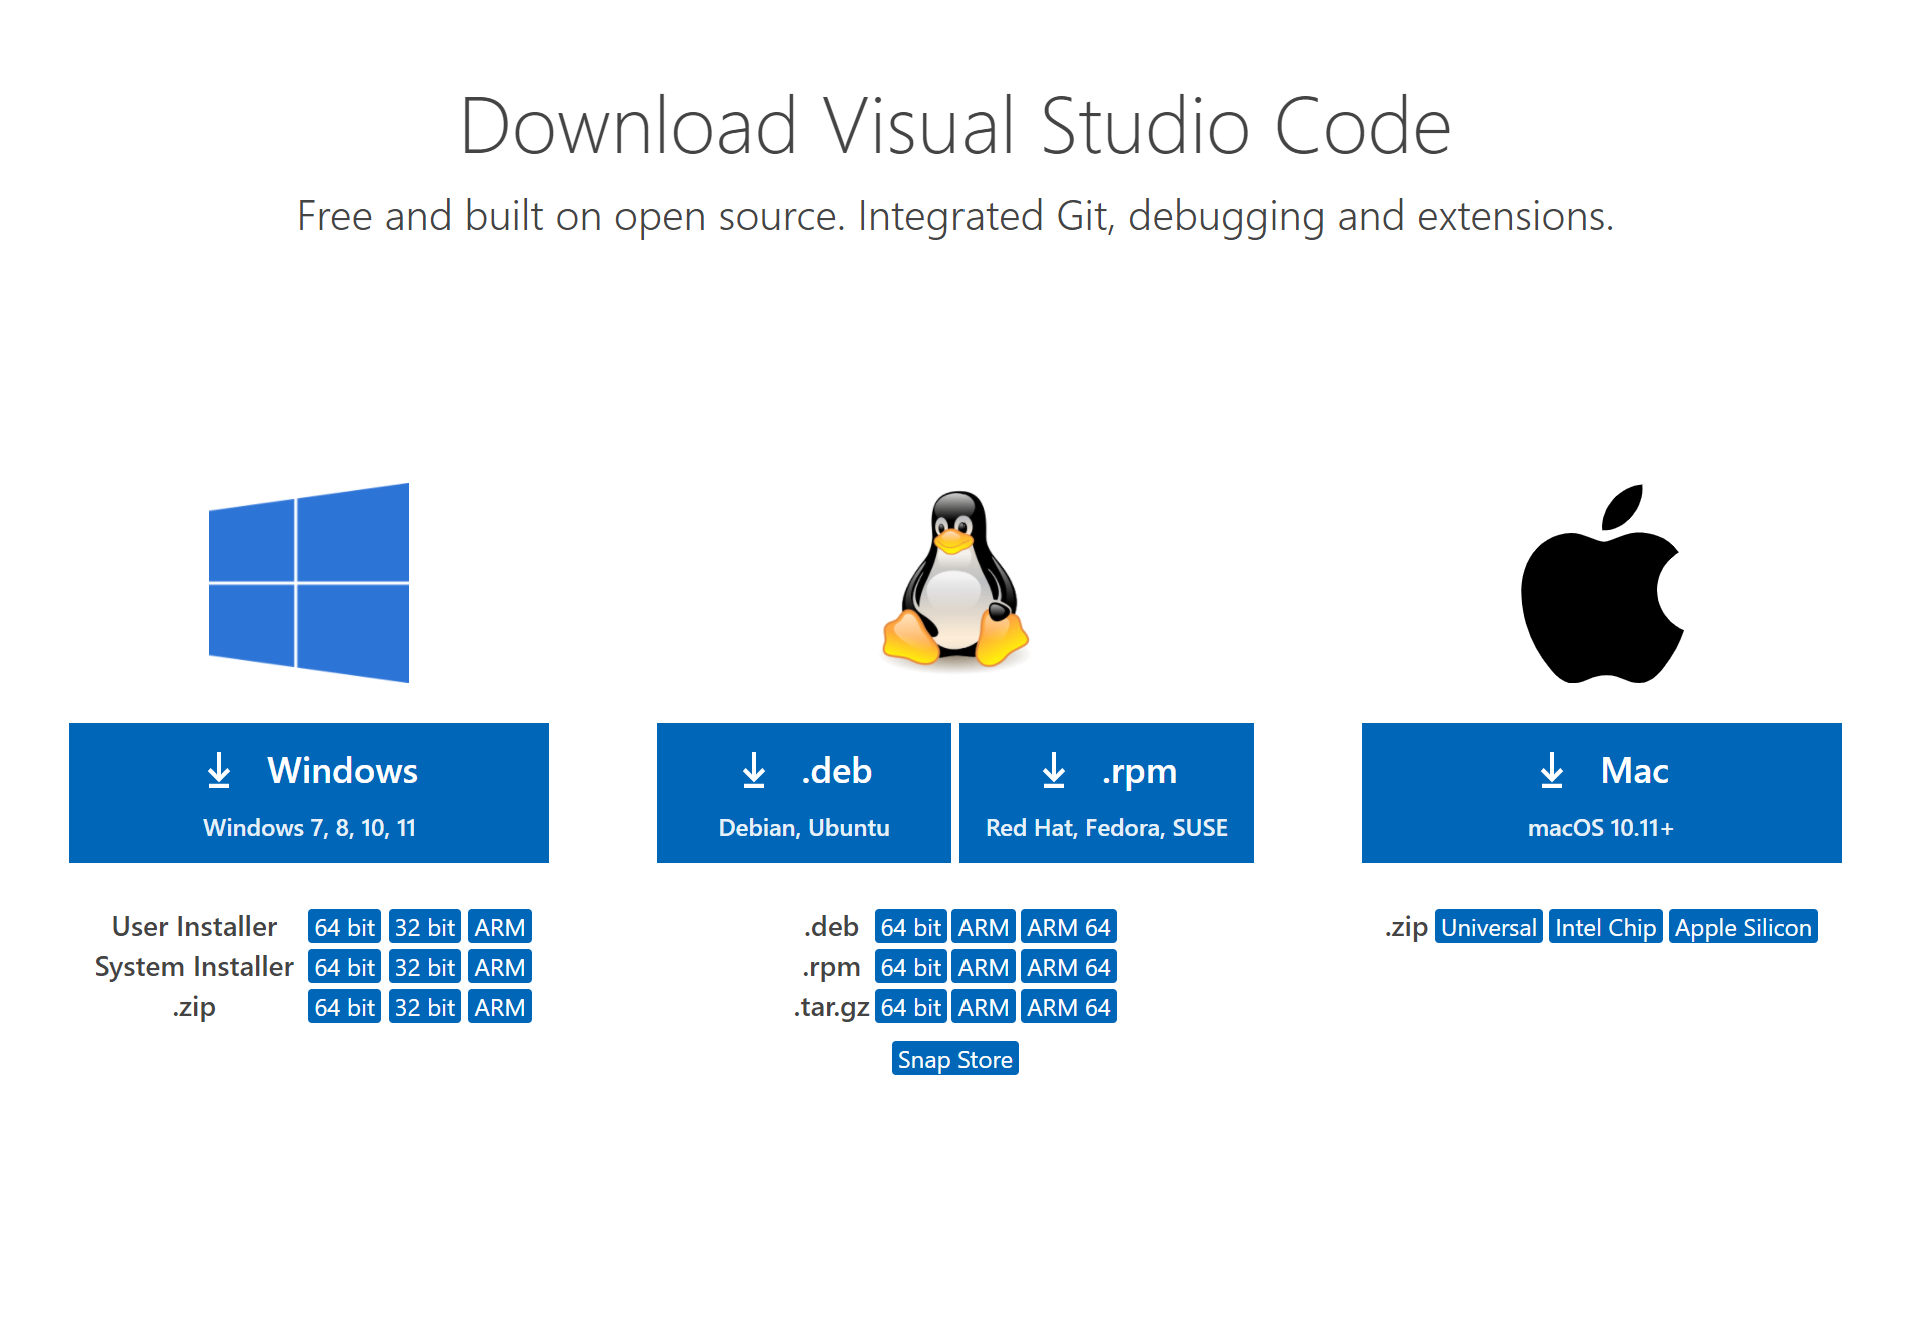 Download Visual Studio Code
Free and built on open source. Integrated Git, debugging and extensions.
Windows
Windows 7, 8, 10, 11
User Installer 64 bit 32 bit ARM
System Installer 64 bit 32 bit ARM
.zip 64 bit 32 bit ARM
.deb
Debian, Ubuntu
.rpm
Red Hat, Fedora, SUSE
.deb 64 bit ARM ARM 64
.rpm 64 bit ARM ARM 64
.tar.gz 64 bit ARM ARM 64
Snap Store
Mac
macOS 10.11+
.zip Universal Intel Chip Apple Silicon